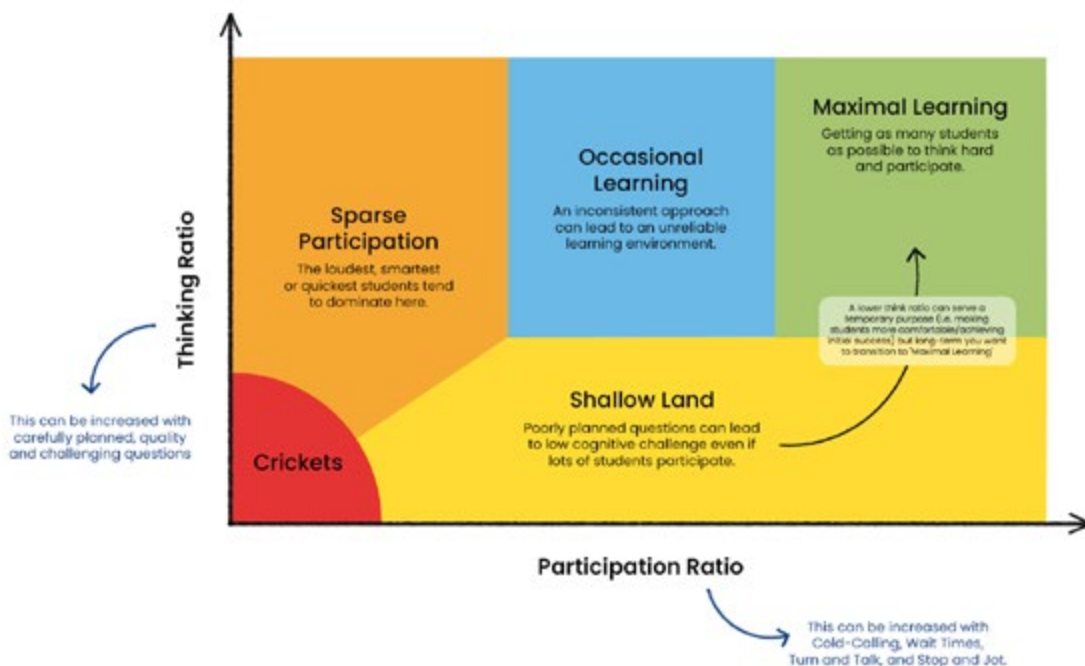 Maximal Learning
Getting as many students
as possible to think hard
and participate.
Occasional
Learning
An inconsistent approach
can lead to an unreliable
learning environment.
Sparse
Participation
The loudest, smartest
or quickest students tend
to dominate here.
Thinking Ratio
A lower think ratio can serve a
temporary purpose (i.e. making
students more comfortable/achieving
initial success) but long-term you want
to transition to 'Maximal Learning'
Shallow Land
Poorly planned questions can lead
to low cognitive challenge even if
lots of students participate.
This can be increased with
carefully planned, quality
and challenging questions
Crickets
Participation Ratio
This can be increased with
Cold-Calling, Wait Times,
Turn and Talk, and Stop and Jot.